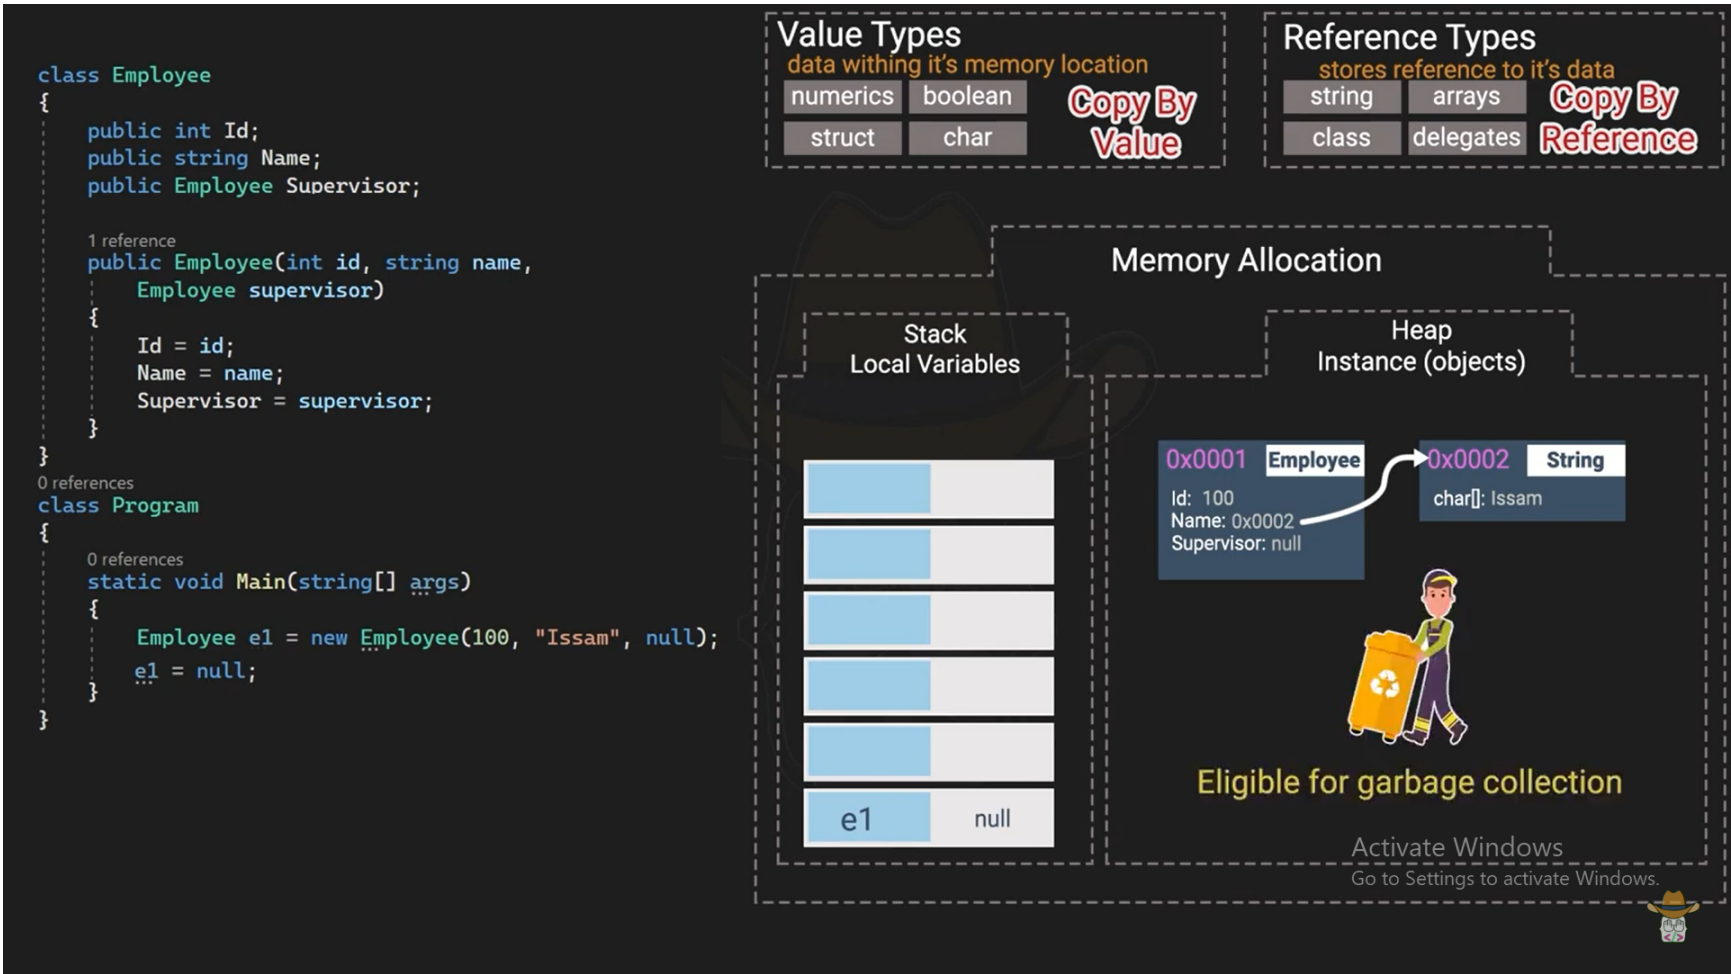 class Employee
{
public int Id;
public string Name;
public Employee Supervisor;
1 reference
public Employee(int id, string name,
Employee supervisor)
{
Id = id;
Name = name;
Supervisor = supervisor;
}
}
0 references
class Program
{
0 references
static void Main(string[] args)
{
Employee e1 = new Employee(100, "Issam", null);
e1 = null;
}
}
Value Types
data withing it's memory location
numerics boolean
struct char
Copy By
Value
Reference Types
stores reference to it's data
string arrays
class delegates
Copy By
Reference
Memory Allocation
Stack
Local Variables
e1 null
Heap
Instance (objects)
0x0001 Employee
Id: 100
Name: 0x0002
Supervisor: null
0x0002 String
char[]: Issam
Eligible for garbage collection
Activate Windows
Go to Settings to activate Windows.